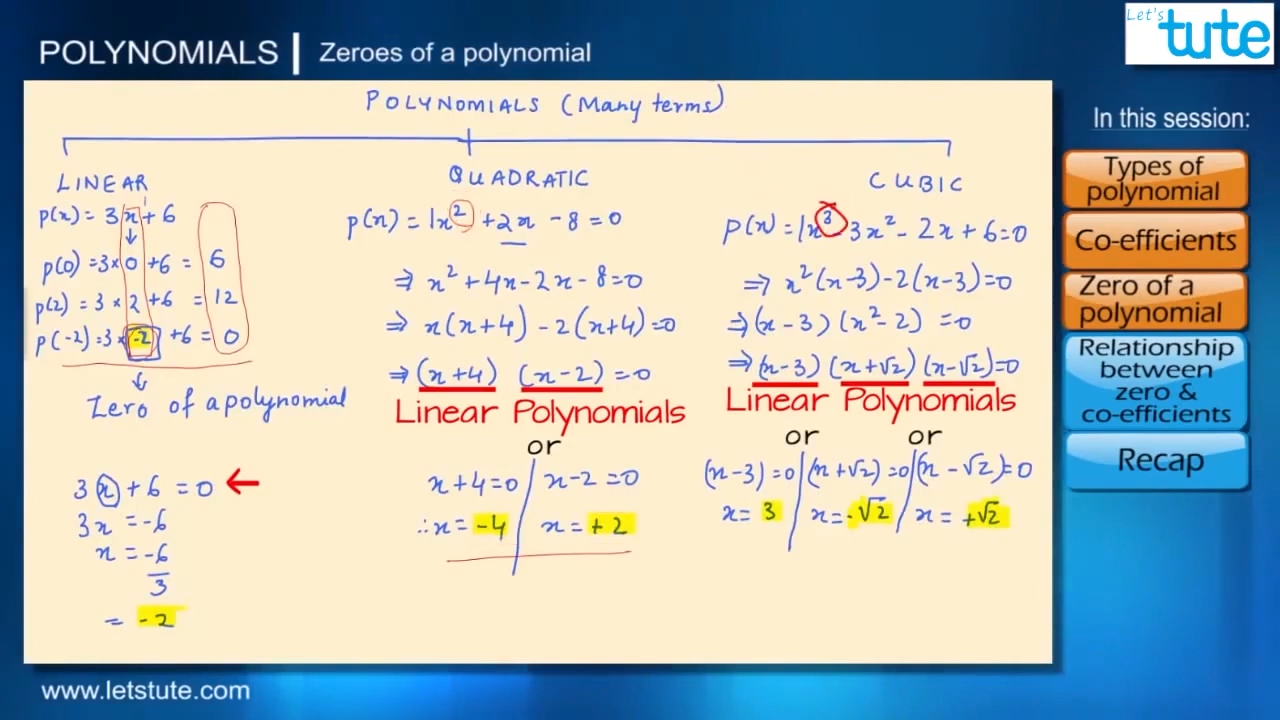 Let's
tute
POLYNOMIALS | Zeroes of a polynomial
POLYNOMIALS (Many terms)
LINEAR
p(x) = 3x + 6
p(0) = 3 × 0 + 6 = 6
p(2) = 3 × 2 + 6 = 12
p(-2) = 3 × -2 + 6 = 0
Zero of a polynomial
3x + 6 = 0 ←
3x = -6
x = -6
3
= -2
QUADRATIC
p(x) = 1x² + 2x - 8 = 0
⇒ x² + 4x - 2x - 8 = 0
⇒ x(x+4) - 2(x+4) = 0
⇒ (x+4) (x-2) = 0
Linear Polynomials
or
x+4=0 / x-2=0
∴ x = -4 x = +2
CUBIC
p(x) = 1x³ - 3x² - 2x + 6 = 0
⇒ x²(x-3) - 2(x-3) = 0
⇒ (x-3) (x²-2) = 0
⇒ (x-3) (x+√2) (x-√2) = 0
Linear Polynomials
or or
(x-3)=0 / (x+√2)=0 / (x-√2)=0
x = 3 / x = -√2 / x = +√2
In this session:
Types of
polynomial
Co-efficients
Zero of a
polynomial
Relationship
between
zero &
co-efficients
Recap
www.letstute.com